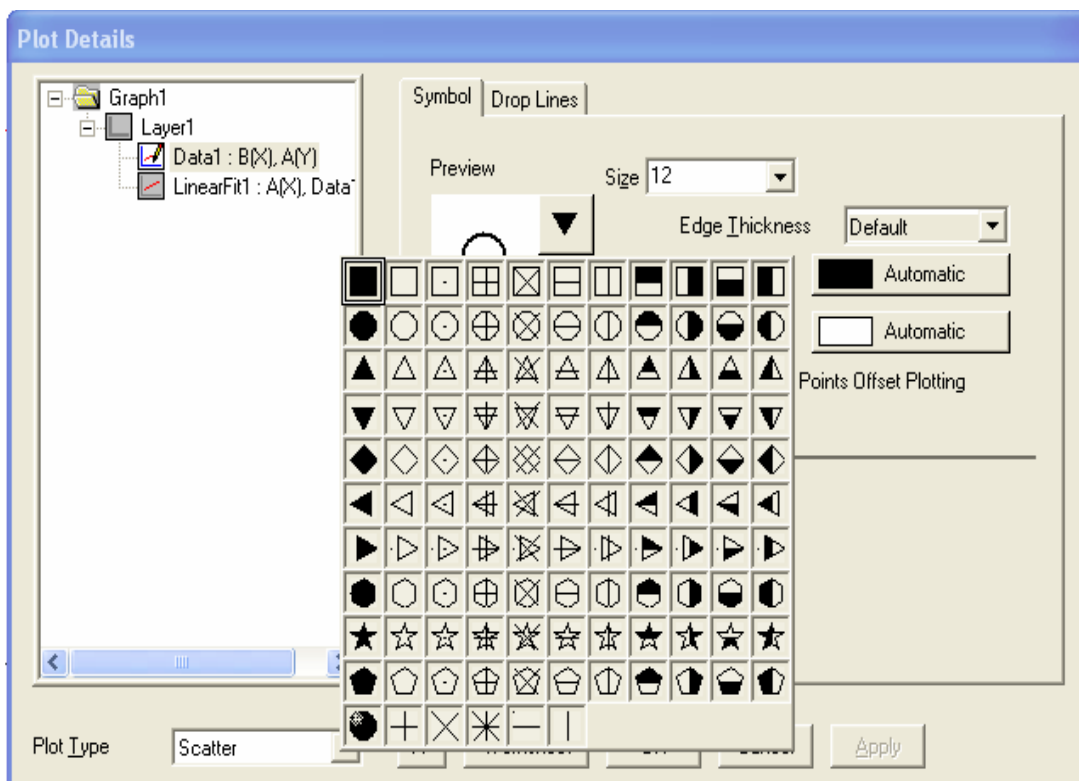 Plot Details
Graph1
Layer1
Data1 : B(X), A(Y)
LinearFit1 : A(X), Data
Symbol
Drop Lines
Preview
Size 12
Edge Thickness Default
Automatic
Automatic
Points Offset Plotting
Plot Type Scatter
Apply